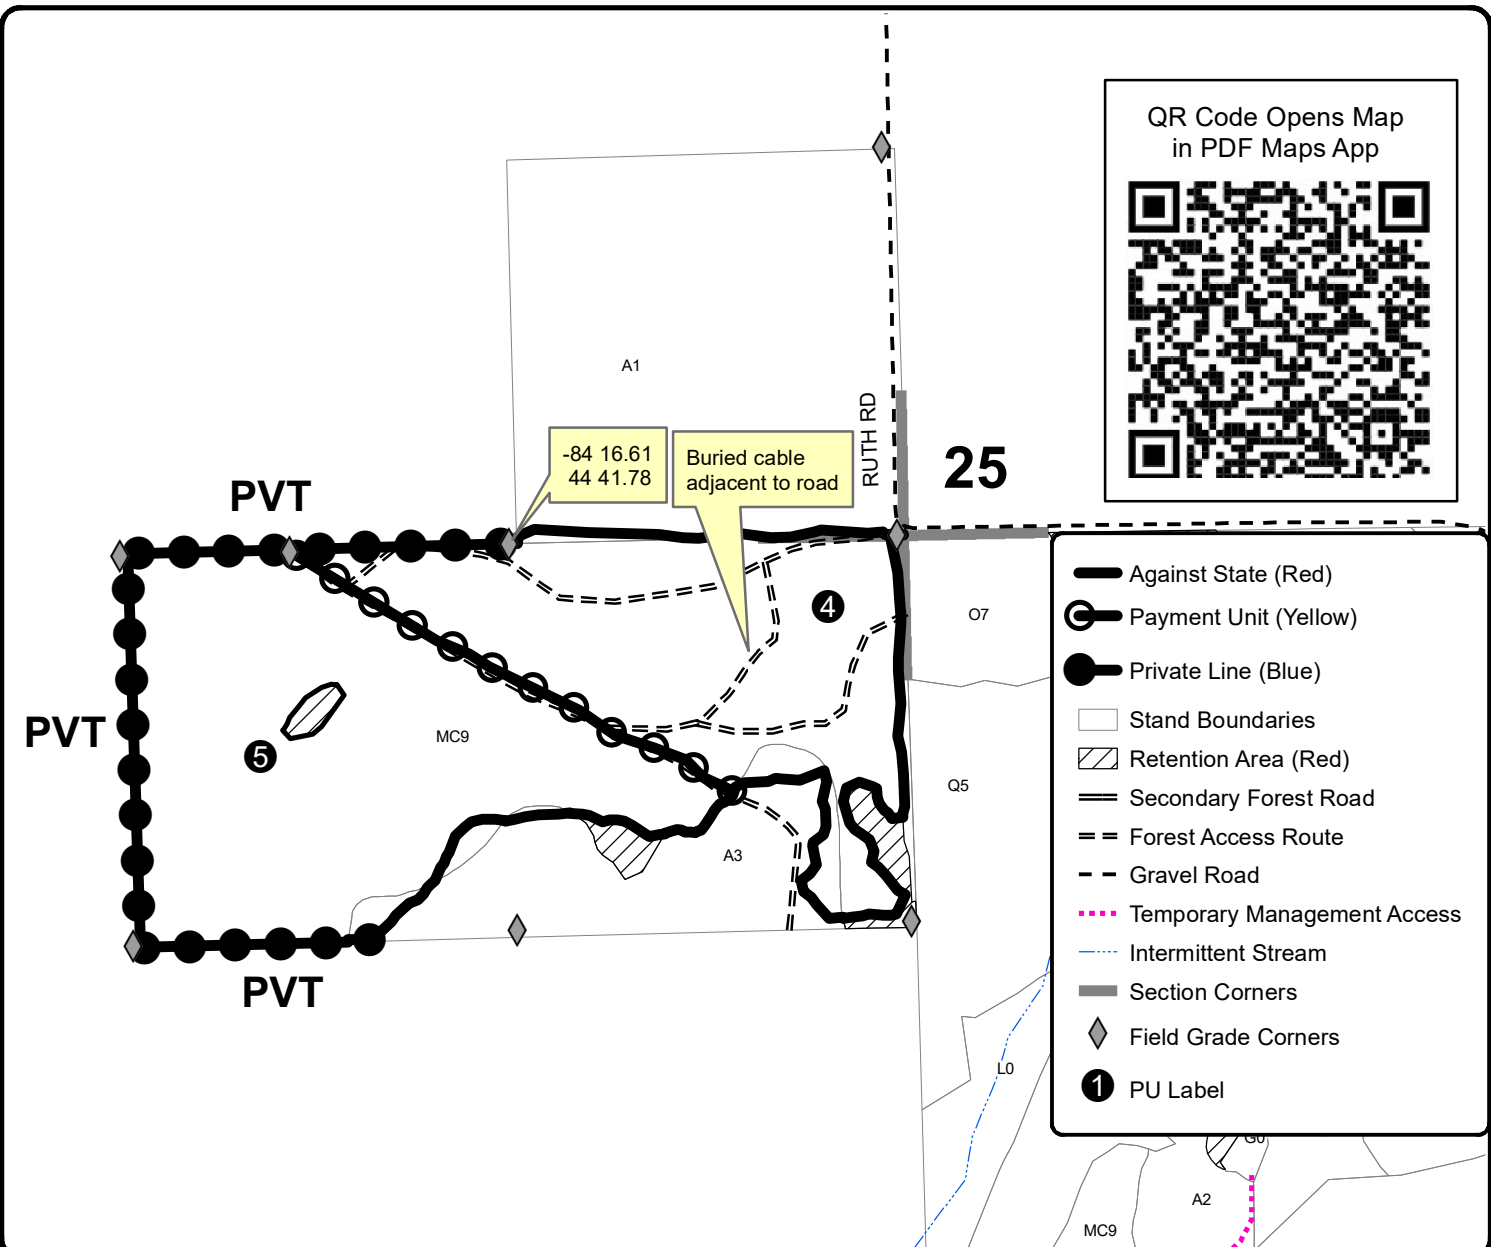 QR Code Opens Map
in PDF Maps App
A1
RUTH RD
-84 16.61
44 41.78
Buried cable
adjacent to road
25
PVT
4
O7
PVT
5
MC9
Q5
A3
PVT
L0
G0
A2
MC9
Against State (Red)
Payment Unit (Yellow)
Private Line (Blue)
Stand Boundaries
Retention Area (Red)
Secondary Forest Road
Forest Access Route
Gravel Road
Temporary Management Access
Intermittent Stream
Section Corners
Field Grade Corners
1 PU Label